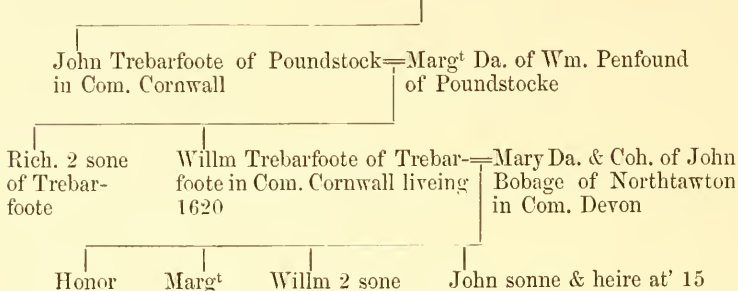 John Trebarfoote of Poundstock=Margᵗ Da. of Wm. Penfound
in Com. Cornwall
of Poundstocke
Rich. 2 sone
of Trebar-
foote
Willm Trebarfoote of Trebar-=Mary Da. & Coh. of John
foote in Com. Cornwall liveing
1620
Bobage of Northtawton
in Com. Devon
Honor
Margᵗ
Willm 2 sone
John sonne & heire at' 15